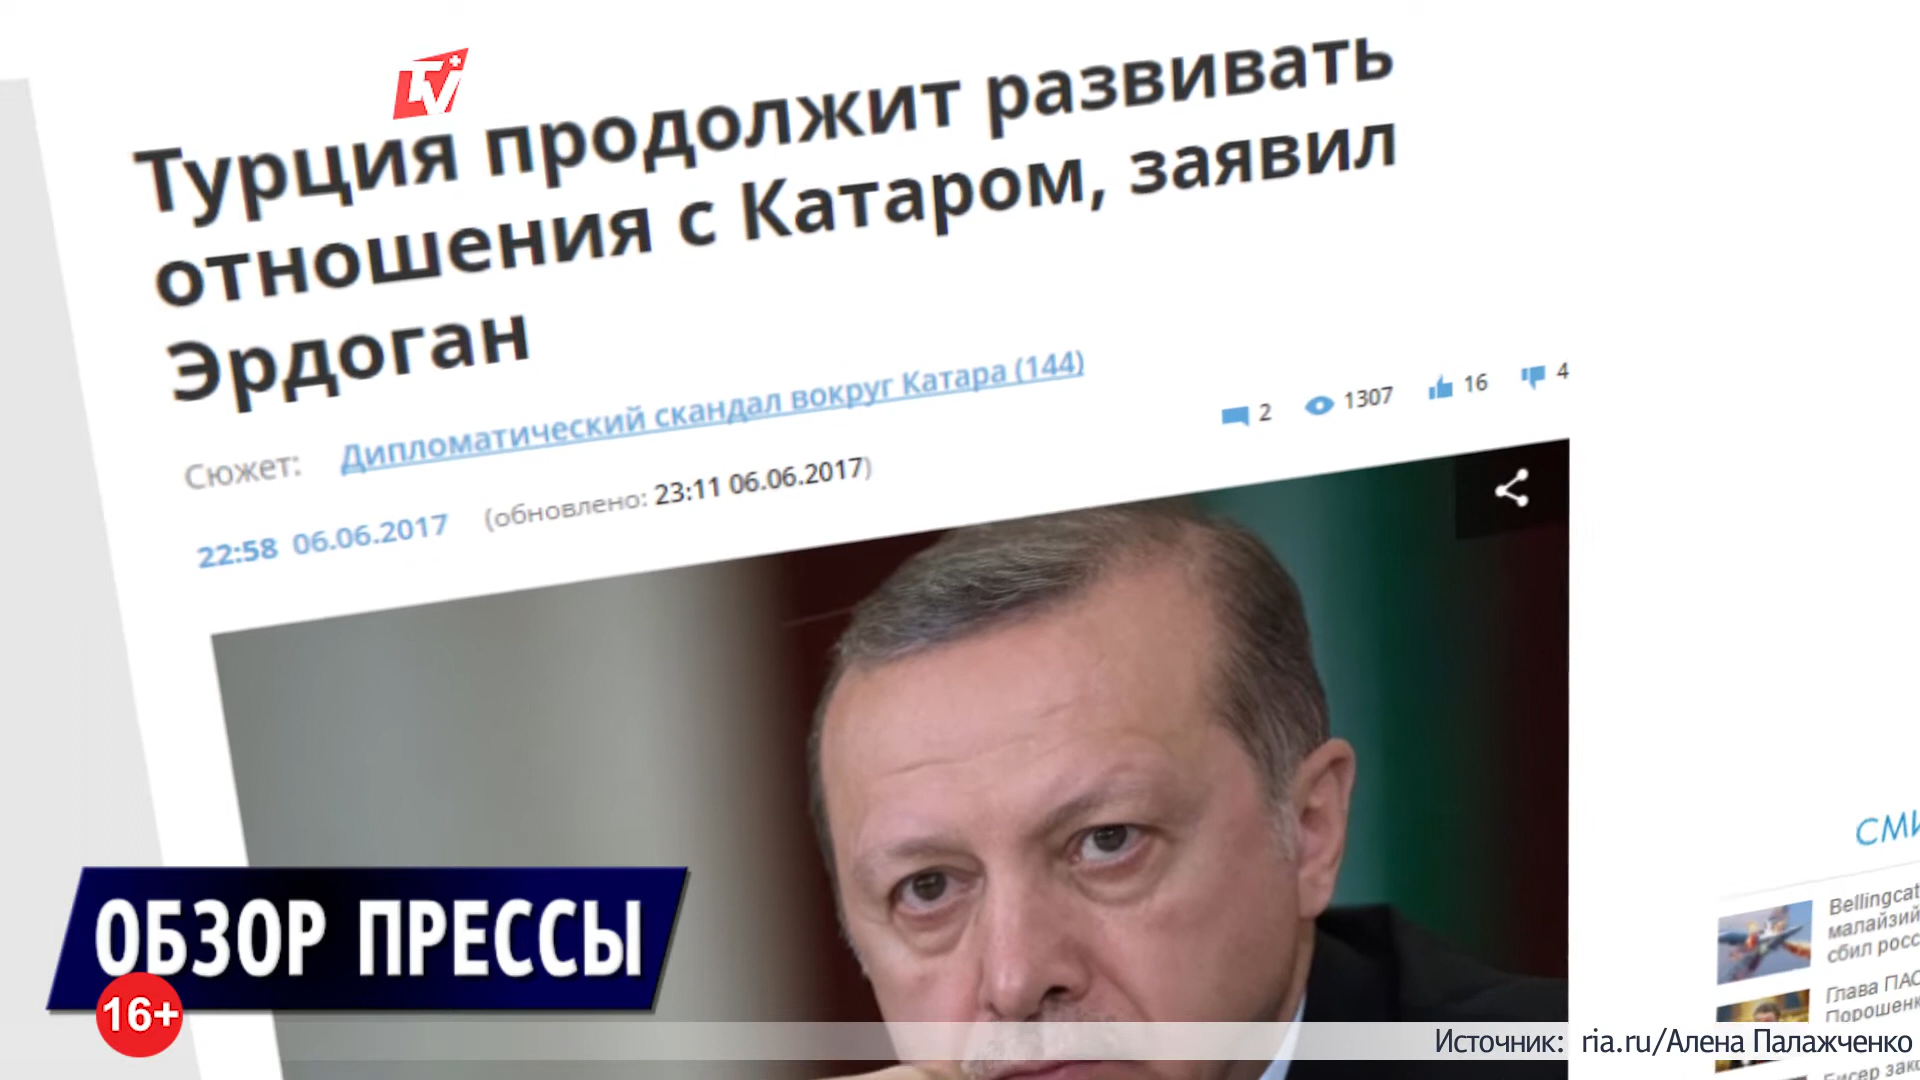 TV+
Турция продолжит развивать
отношения с Катаром, заявил
Эрдоган
Сюжет: Дипломатический скандал вокруг Катара (144)
22:58 06.06.2017 (обновлено: 23:11 06.06.2017)
2 1307 16 4
СМИ
Bellingcat
малайзий
сбил росс
Глава ПАС
Порошенк
ОБЗОР ПРЕССЫ
16+
Источник: ria.ru/Алена Палажченко